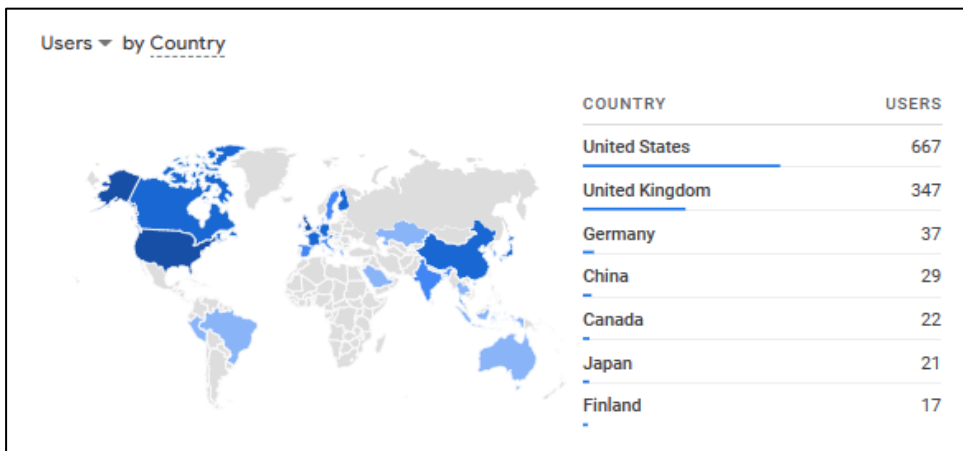 Users by Country
COUNTRY USERS
United States 667
United Kingdom 347
Germany 37
China 29
Canada 22
Japan 21
Finland 17